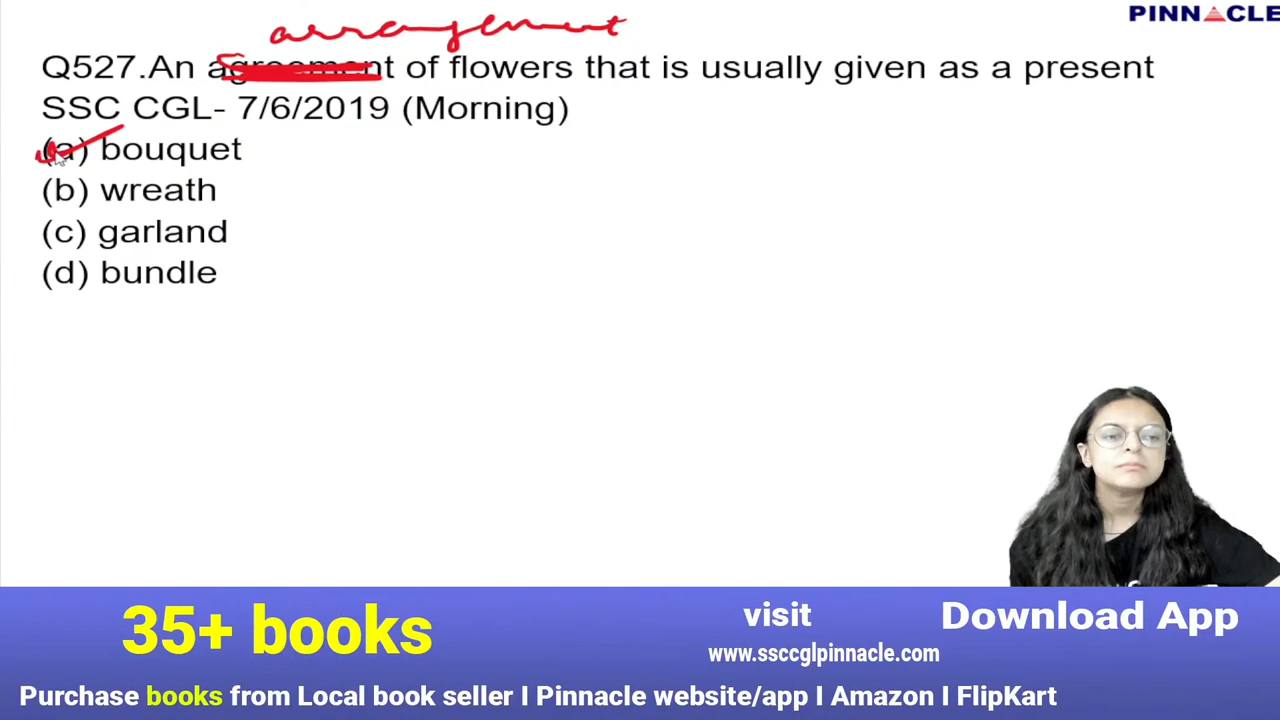 PINNACLE
arrangement
Q527.An agreement of flowers that is usually given as a present
SSC CGL- 7/6/2019 (Morning)
(a) bouquet
(b) wreath
(c) garland
(d) bundle
35+ books
visit
www.ssccglpinnacle.com
Download App
Purchase books from Local book seller I Pinnacle website/app I Amazon I FlipKart